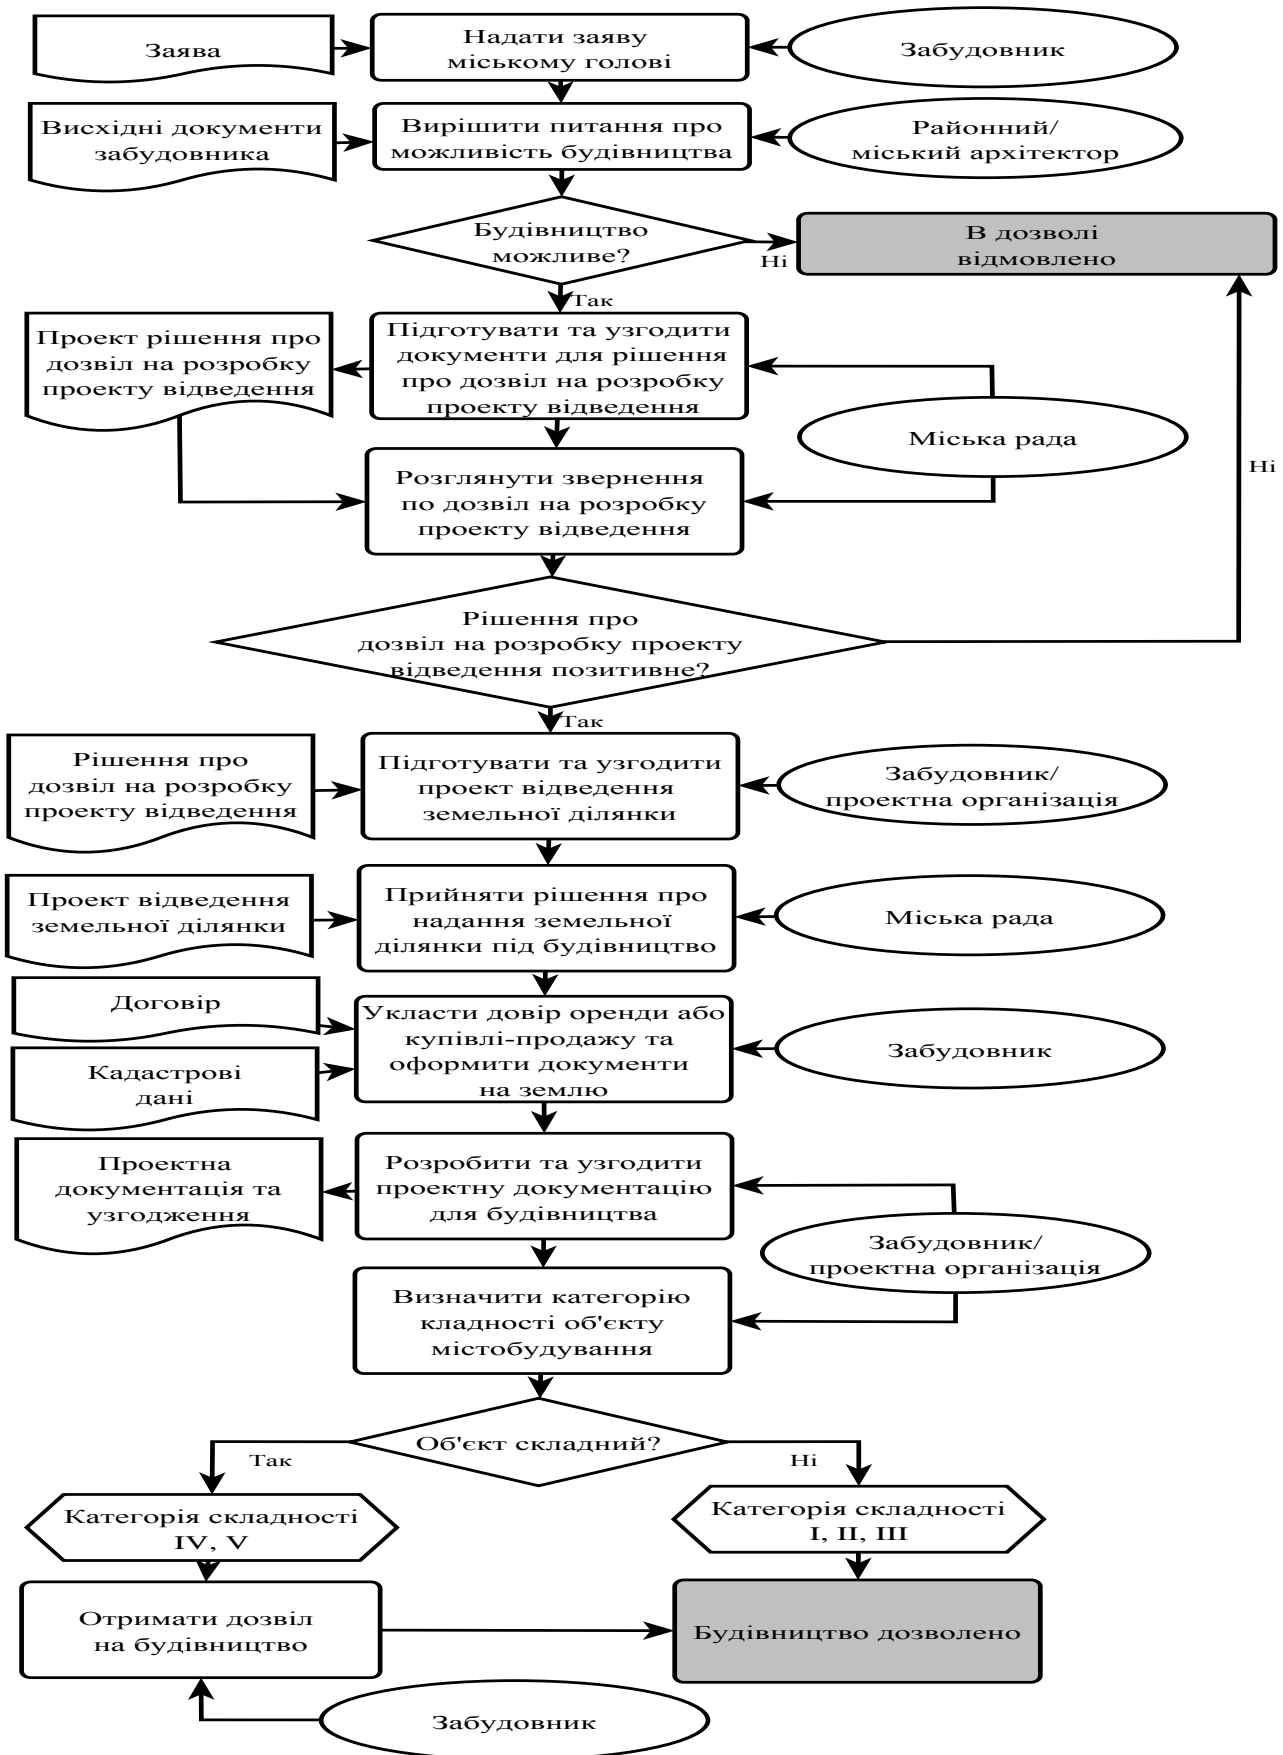 Заява
Надати заяву
міському голові
Забудовник
Висхідні документи
забудовника
Вирішити питання про
можливість будівництва
Районний/
міський архітектор
Будівництво
можливе?
Ні
В дозволі
відмовлено
Так
Проект рішення про
дозвіл на розробку
проекту відведення
Підготувати та узгодити
документи для рішення
про дозвіл на розробку
проекту відведення
Міська рада
Ні
Розглянути звернення
по дозвіл на розробку
проекту відведення
Рішення про
дозвіл на розробку проекту
відведення позитивне?
Так
Рішення про
дозвіл на розробку
проекту відведення
Підготувати та узгодити
проект відведення
земельної ділянки
Забудовник/
проектна організація
Проект відведення
земельної ділянки
Прийняти рішення про
надання земельної
ділянки під будівництво
Міська рада
Договір
Кадастрові
дані
Укласти довір оренди або
купівлі-продажу та
оформити документи
на землю
Забудовник
Проектна
документація та
узгодження
Розробити та узгодити
проектну документацію
для будівництва
Забудовник/
проектна організація
Визначити категорію
кладності об'єкту
містобудування
Об'єкт складний?
Так
Ні
Категорія складності
IV, V
Категорія складності
I, II, III
Отримати дозвіл
на будівництво
Будівництво дозволено
Забудовник